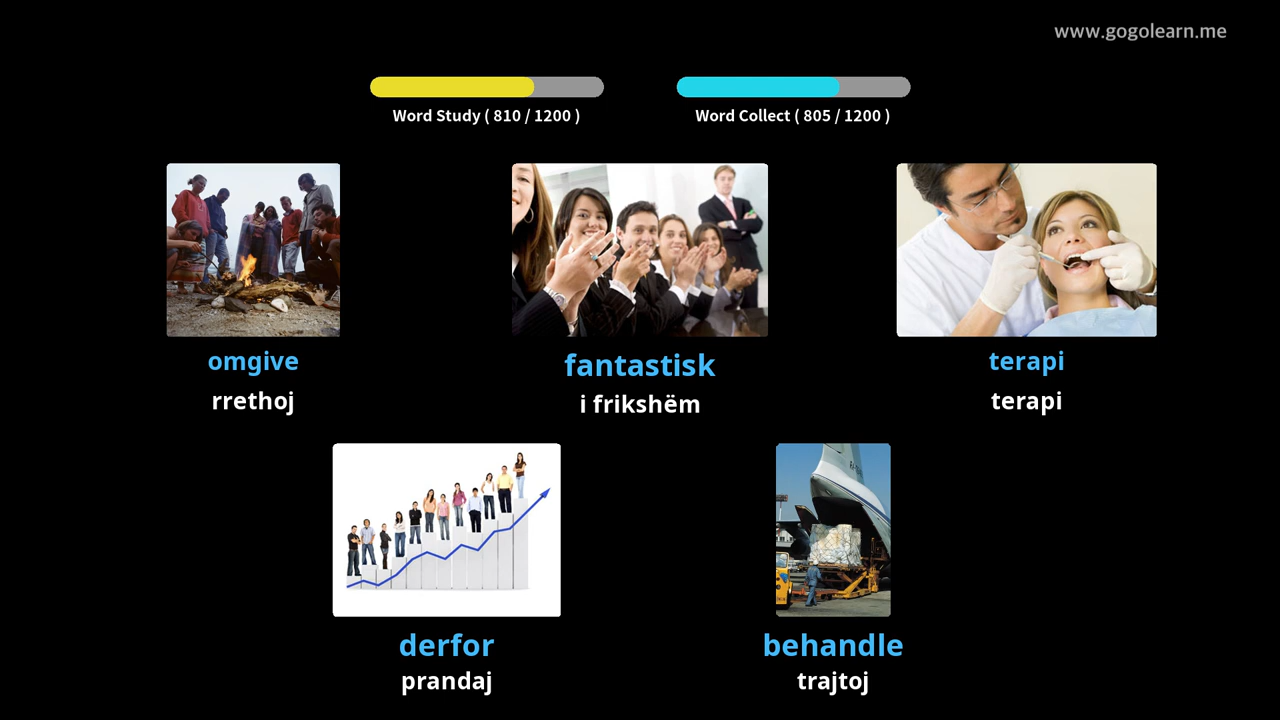 www.gogolearn.me
Word Study ( 810 / 1200 )
Word Collect ( 805 / 1200 )
omgive
rrethoj
fantastisk
i frikshëm
terapi
terapi
derfor
prandaj
behandle
trajtoj